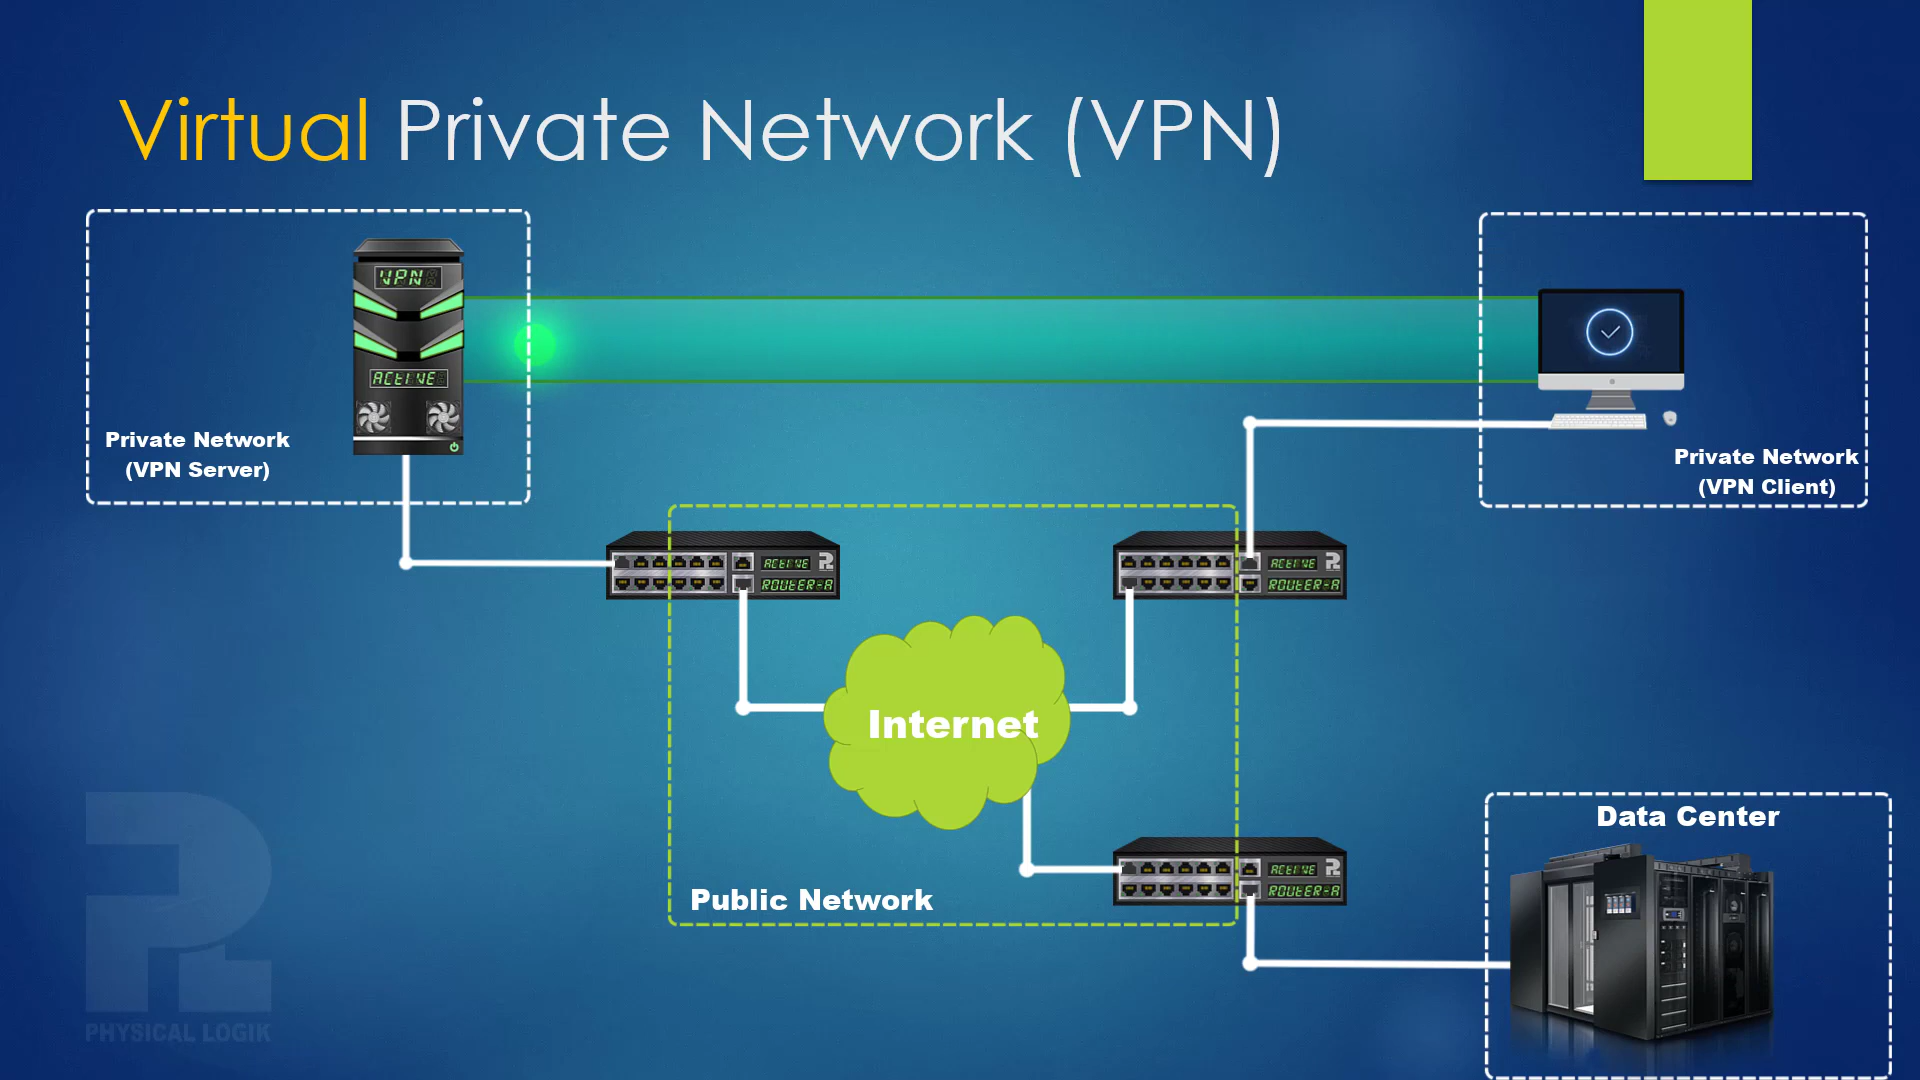 Virtual Private Network (VPN)
VPN
ACTIVE
Private Network
(VPN Server)
Private Network
(VPN Client)
ACTIVE
ROUTER-A
ACTIVE
ROUTER-A
Internet
Data Center
ACTIVE
ROUTER-A
Public Network
PHYSICAL LOGIK